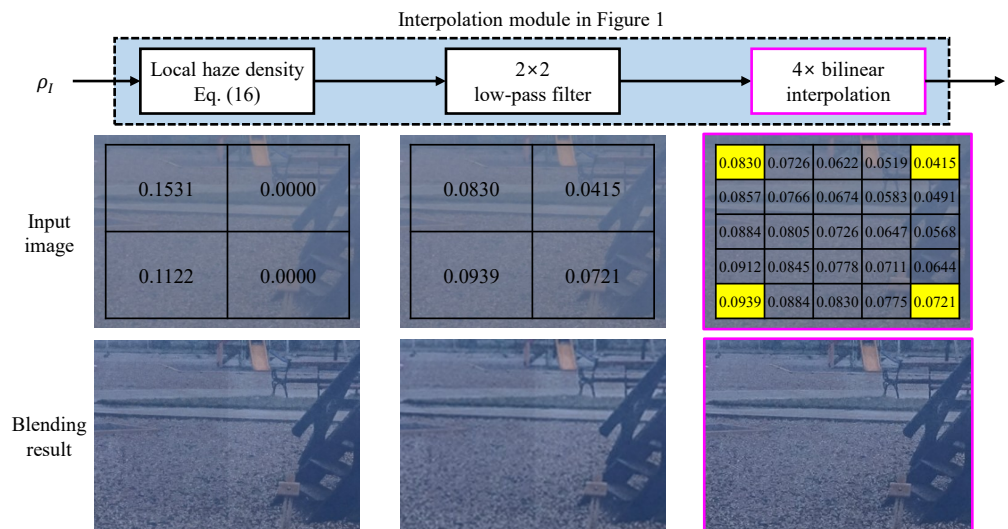 Interpolation module in Figure 1
ρ_I
Local haze density
Eq. (16)
2×2
low-pass filter
4× bilinear
interpolation
Input
image
0.1531 0.0000
0.1122 0.0000
0.0830 0.0415
0.0939 0.0721
0.0830 0.0726 0.0622 0.0519 0.0415
0.0857 0.0766 0.0674 0.0583 0.0491
0.0884 0.0805 0.0726 0.0647 0.0568
0.0912 0.0845 0.0778 0.0711 0.0644
0.0939 0.0884 0.0830 0.0775 0.0721
Blending
result